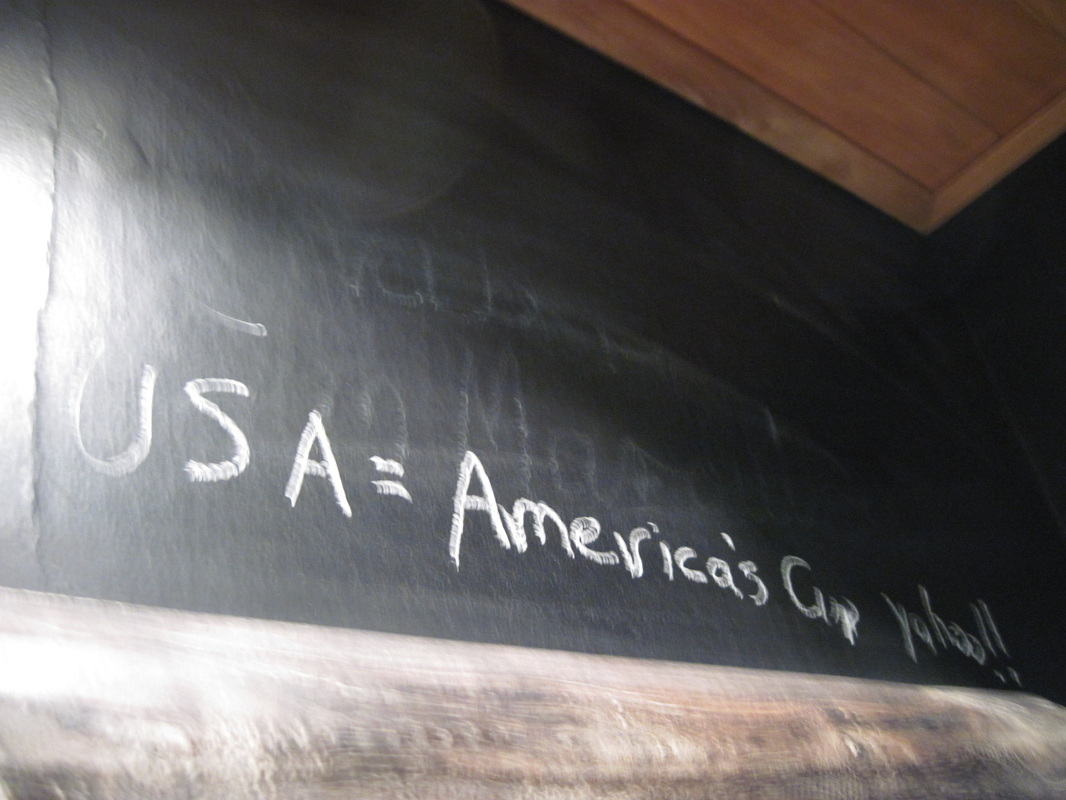 USA = America's Cup yahoo!!